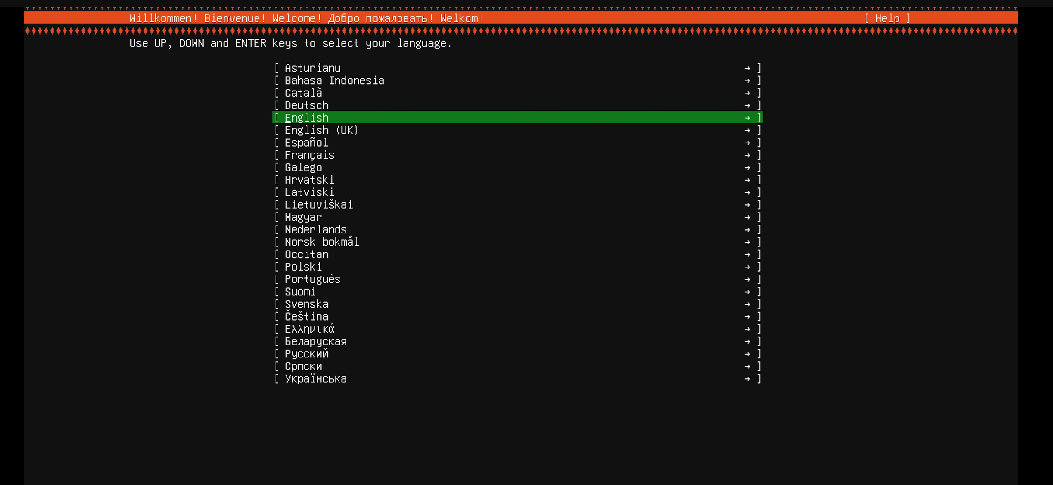 Willkommen! Bienvenue! Welcome! Добро пожаловать! Welkom [ Help ]
Use UP, DOWN and ENTER keys to select your language.
[ Asturianu → ]
[ Bahasa Indonesia → ]
[ Català → ]
[ Deutsch → ]
[ English → ]
[ English (UK) → ]
[ Español → ]
[ Français → ]
[ Galego → ]
[ Hrvatski → ]
[ Latviski → ]
[ Lietuviškai → ]
[ Magyar → ]
[ Nederlands → ]
[ Norsk bokmål → ]
[ Occitan → ]
[ Polski → ]
[ Português → ]
[ Suomi → ]
[ Svenska → ]
[ Čeština → ]
[ Ελληνικά → ]
[ Беларуская → ]
[ Русский → ]
[ Српски → ]
[ Українська → ]